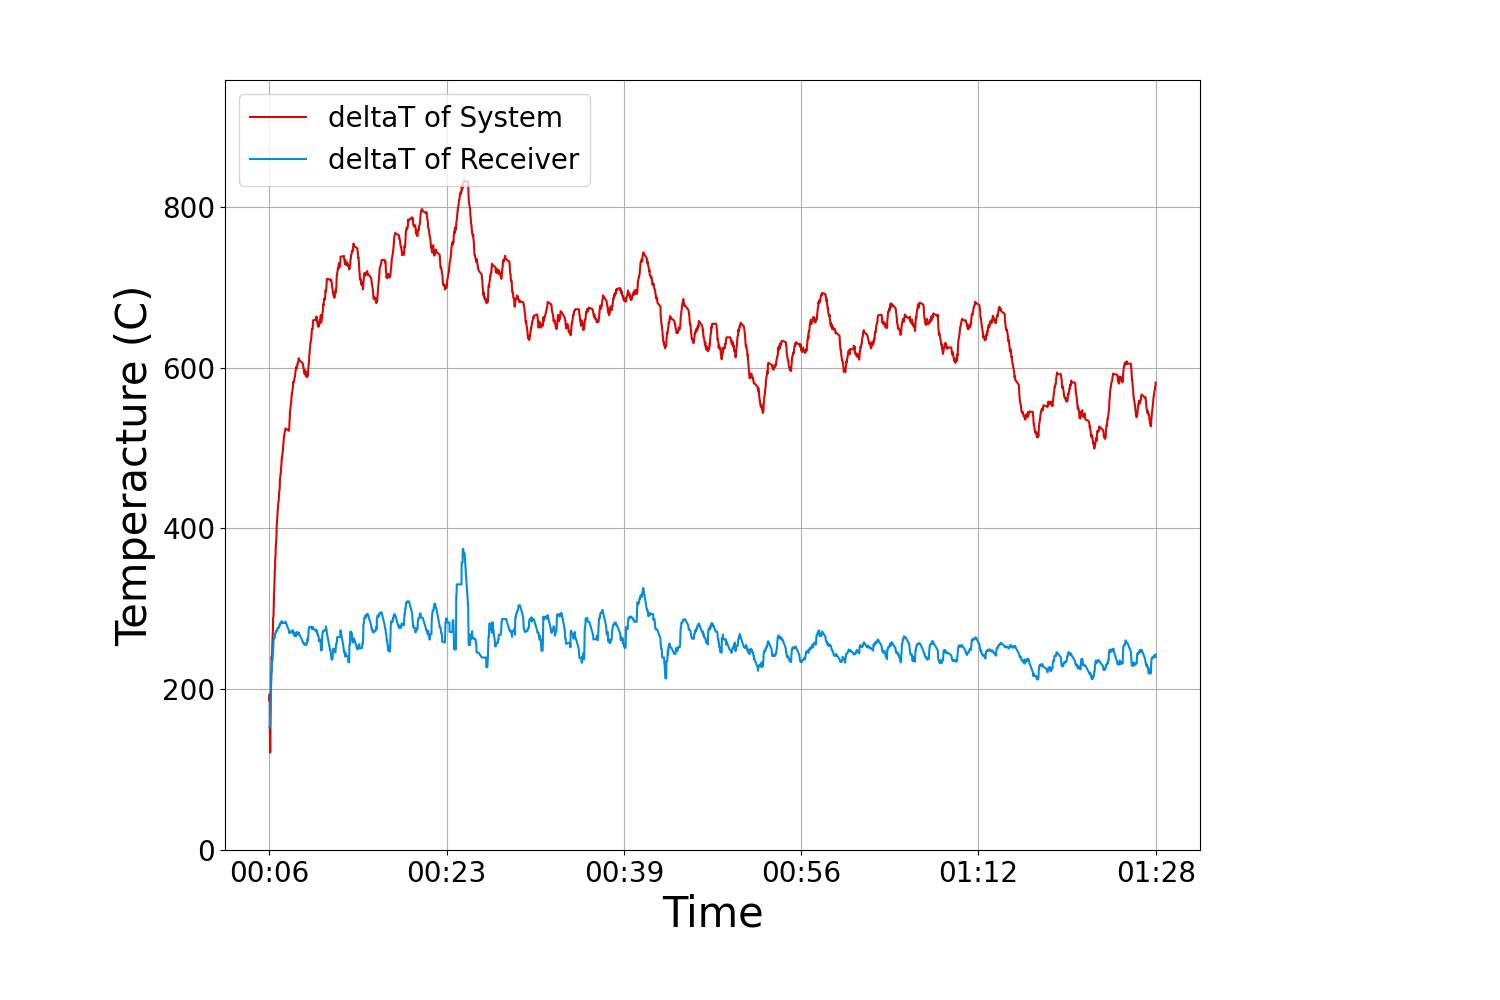 deltaT of System
deltaT of Receiver
Temperacture (C)
800
600
400
200
0
00:06 00:23 00:39 00:56 01:12 01:28
Time